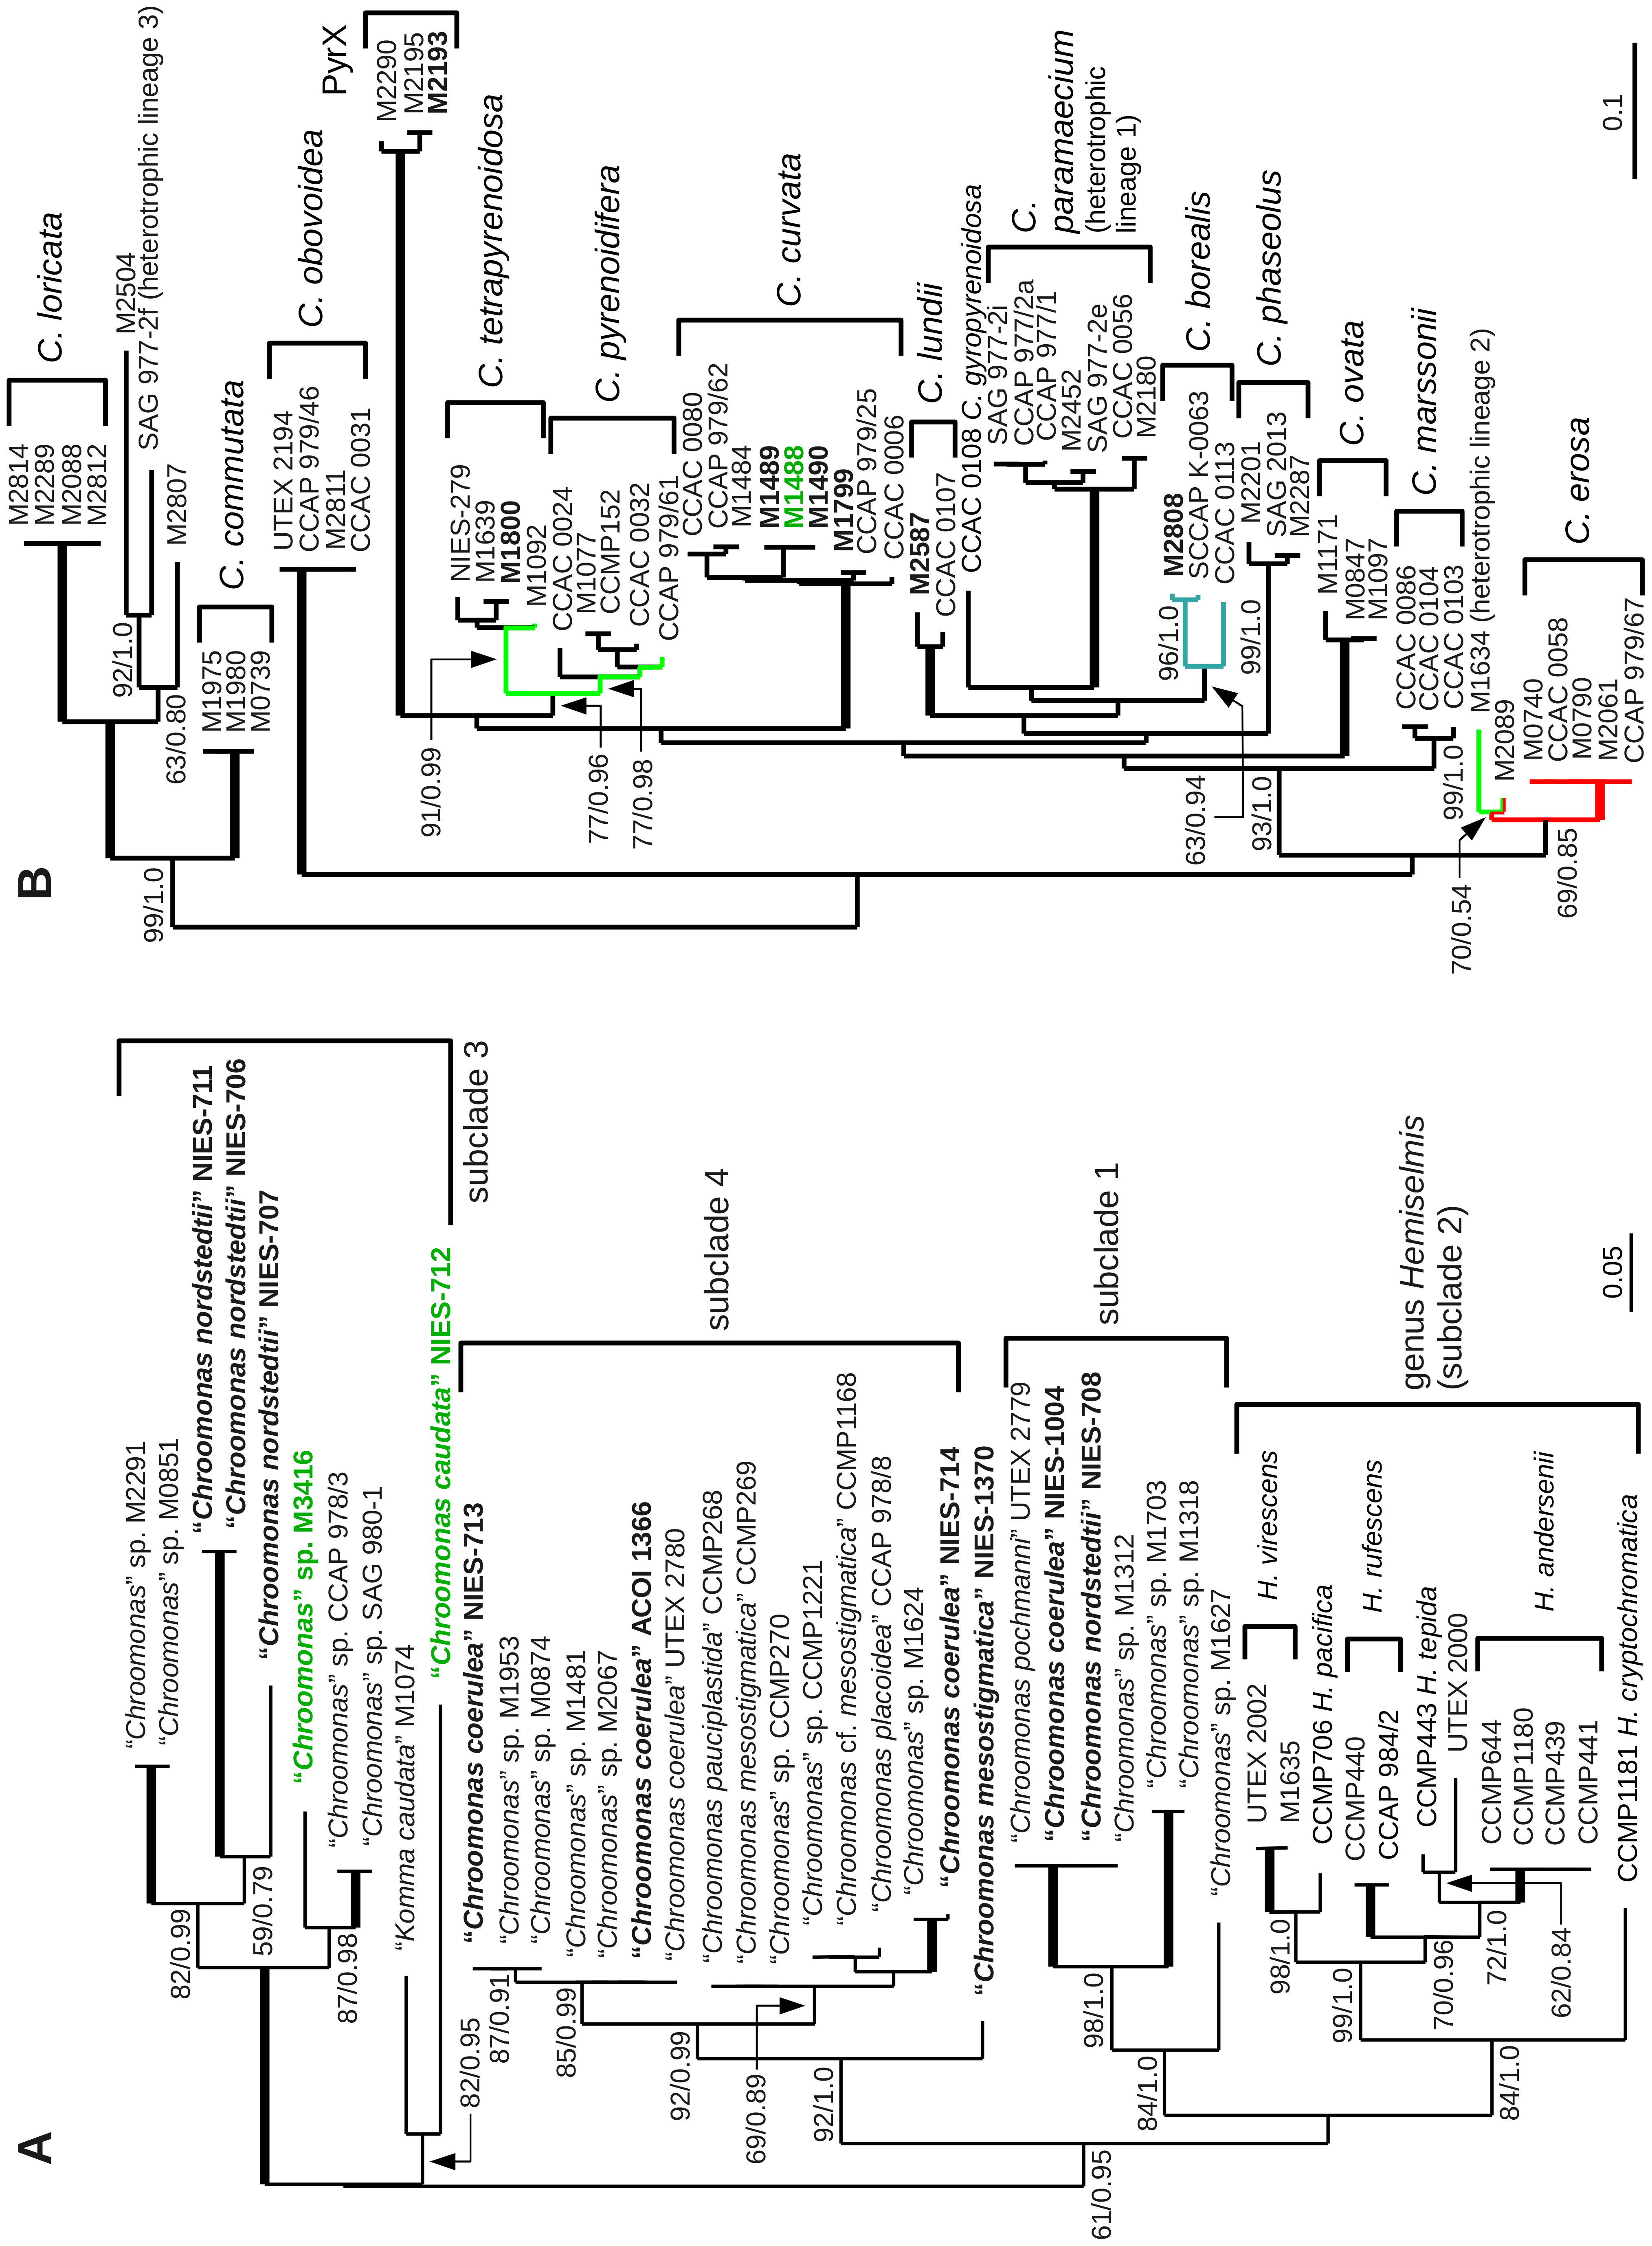 A
"Chroomonas" sp. M2291
"Chroomonas" sp. M0851
"Chroomonas nordstedtii" NIES-711
"Chroomonas nordstedtii" NIES-706
"Chroomonas nordstedtii" NIES-707
"Chroomonas" sp. M3416
"Chroomonas" sp. CCAP 978/3
"Chroomonas" sp. SAG 980-1
"Komma caudata" M1074
"Chroomonas caudata" NIES-712
subclade 3
82/0.99
59/0.79
87/0.98
82/0.95
"Chroomonas coerulea" NIES-713
"Chroomonas" sp. M1953
"Chroomonas" sp. M0874
"Chroomonas" sp. M1481
"Chroomonas" sp. M2067
"Chroomonas coerulea" ACOI 1366
"Chroomonas coerulea" UTEX 2780
"Chroomonas pauciplastida" CCMP268
"Chroomonas mesostigmatica" CCMP269
"Chroomonas" sp. CCMP270
"Chroomonas" sp. CCMP1221
"Chroomonas cf. mesostigmatica" CCMP1168
"Chroomonas placoidea" CCAP 978/8
"Chroomonas" sp. M1624
"Chroomonas coerulea" NIES-714
"Chroomonas mesostigmatica" NIES-1370
subclade 4
87/0.91
85/0.99
92/0.99
69/0.89
92/1.0
61/0.95
"Chroomonas pochmanni" UTEX 2779
"Chroomonas coerulea" NIES-1004
"Chroomonas nordstedtii" NIES-708
"Chroomonas" sp. M1312
"Chroomonas" sp. M1703
"Chroomonas" sp. M1318
"Chroomonas" sp. M1627
subclade 1
98/1.0
84/1.0
UTEX 2002
M1635
H. virescens
CCMP706 H. pacifica
CCMP440
CCAP 984/2
H. rufescens
CCMP443 H. tepida
UTEX 2000
CCMP644
CCMP1180
CCMP439
CCMP441
H. andersenii
CCMP1181 H. cryptochromatica
genus Hemiselmis
(subclade 2)
98/1.0
99/1.0
70/0.96
72/1.0
62/0.84
84/1.0
0.05
B
M2814
M2289
M2088
M2812
C. loricata
M2504
SAG 977-2f (heterotrophic lineage 3)
M2807
92/1.0
63/0.80
M1975
M1980
M0739
C. commutata
99/1.0
UTEX 2194
CCAP 979/46
M2811
CCAC 0031
C. obovoidea
PyrX
M2290
M2195
M2193
NIES-279
M1639
M1800
M1092
C. tetrapyrenoidosa
CCAC 0024
M1077
CCMP152
CCAC 0032
CCAP 979/61
C. pyrenoidifera
91/0.99
77/0.96
77/0.98
CCAC 0080
CCAP 979/62
M1484
M1489
M1488
M1490
M1799
CCAP 979/25
CCAC 0006
C. curvata
M2587
CCAC 0107
C. lundii
CCAC 0108 C. gyropyrenoidosa
SAG 977-2i
CCAP 977/2a
CCAP 977/1
M2452
SAG 977-2e
CCAC 0056
M2180
C.
paramaecium
(heterotrophic
lineage 1)
M2808
SCCAP K-0063
CCAC 0113
C. borealis
96/1.0
63/0.94
M2201
SAG 2013
M2287
C. phaseolus
99/1.0
93/1.0
M1171
M0847
M1097
C. ovata
CCAC 0086
CCAC 0104
CCAC 0103
C. marssonii
99/1.0
M1634 (heterotrophic lineage 2)
M2089
M0740
CCAC 0058
M0790
M2061
CCAP 979/67
C. erosa
70/0.54
69/0.85
0.1